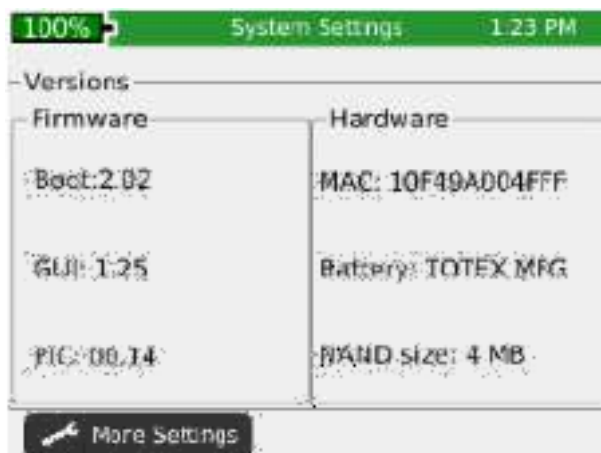 100% System Settings 1:23 PM
Versions
Firmware
Hardware
Boot:2.02
MAC: 10F49A004FFF
GUI: 1.25
Battery: TOTEX MFG
PIC: 00.14
NAND size: 4 MB
More Settings